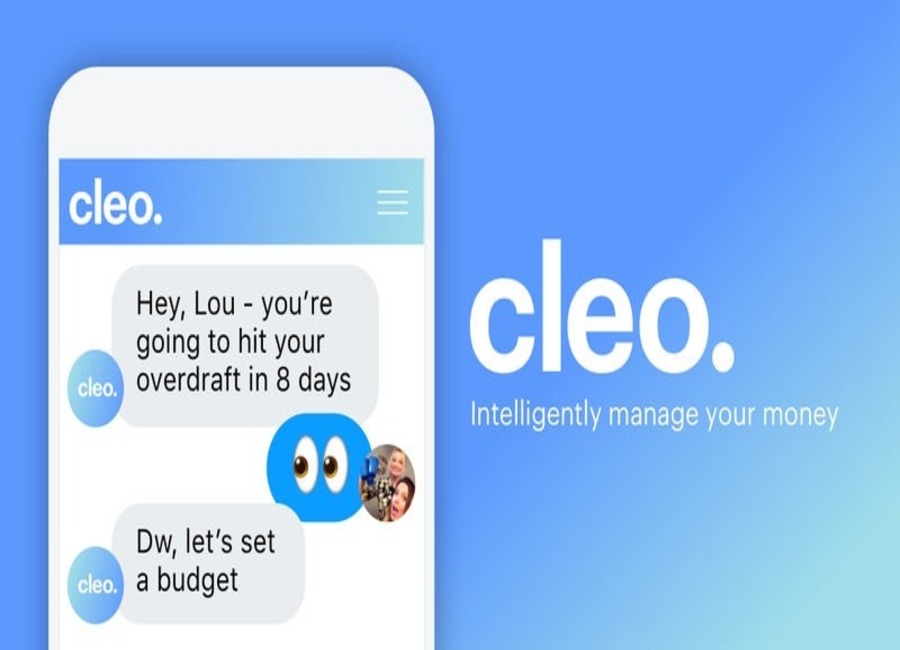 cleo.
Hey, Lou - you're
going to hit your
overdraft in 8 days
cleo.
👀
Dw, let's set
a budget
cleo.
cleo.
Intelligently manage your money